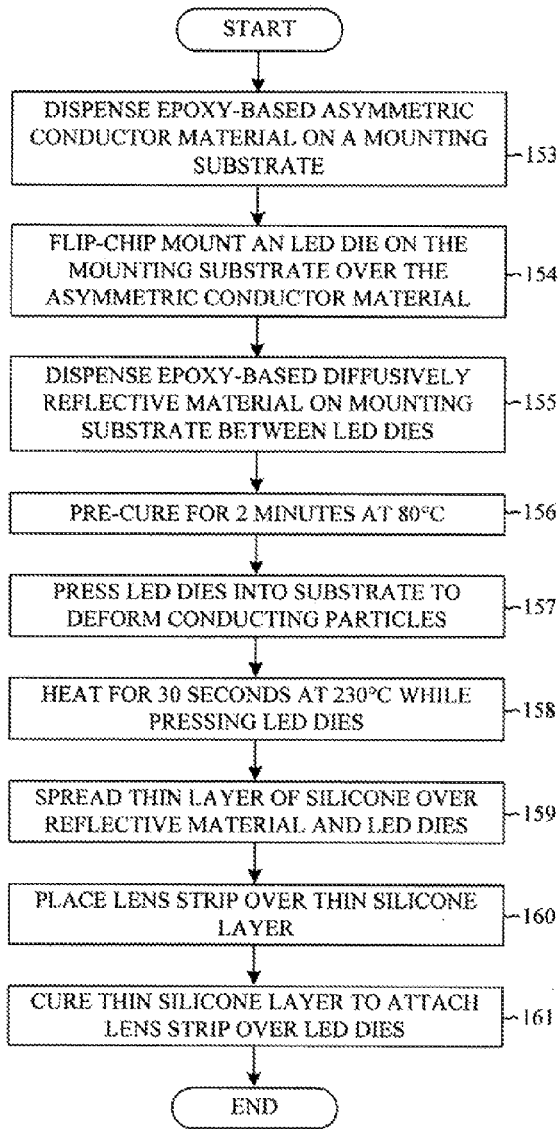 START
DISPENSE EPOXY-BASED ASYMMETRIC
CONDUCTOR MATERIAL ON A MOUNTING
SUBSTRATE
153
FLIP-CHIP MOUNT AN LED DIE ON THE
MOUNTING SUBSTRATE OVER THE
ASYMMETRIC CONDUCTOR MATERIAL
154
DISPENSE EPOXY-BASED DIFFUSIVELY
REFLECTIVE MATERIAL ON MOUNTING
SUBSTRATE BETWEEN LED DIES
155
PRE-CURE FOR 2 MINUTES AT 80°C
156
PRESS LED DIES INTO SUBSTRATE TO
DEFORM CONDUCTING PARTICLES
157
HEAT FOR 30 SECONDS AT 230°C WHILE
PRESSING LED DIES
158
SPREAD THIN LAYER OF SILICONE OVER
REFLECTIVE MATERIAL AND LED DIES
159
PLACE LENS STRIP OVER THIN SILICONE
LAYER
160
CURE THIN SILICONE LAYER TO ATTACH
LENS STRIP OVER LED DIES
161
END